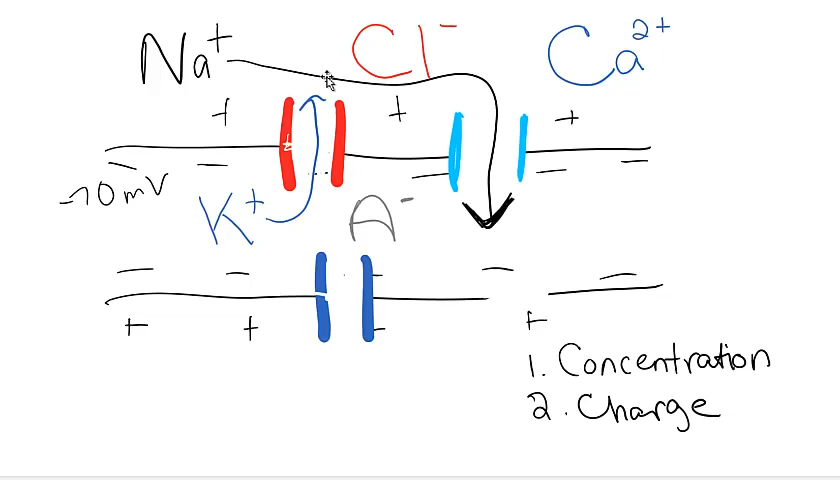 Na+ Cl- Ca2+
+ + +
-70mV
K+ A-
+ + +
1. Concentration
2. Charge